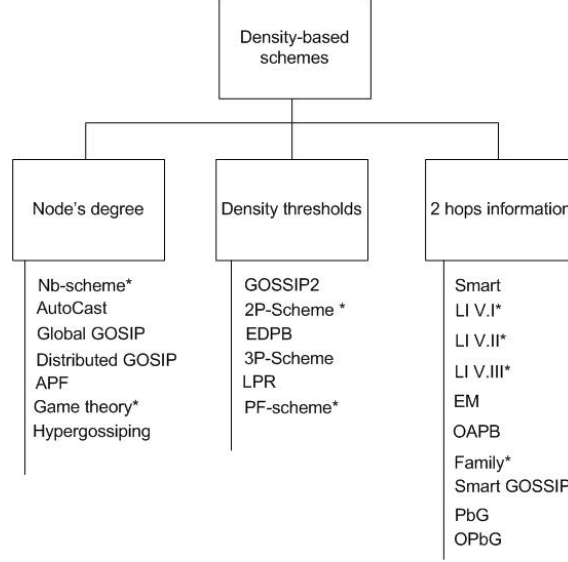 Density-based
schemes
Node's degree
Density thresholds
2 hops information
Nb-scheme*
AutoCast
Global GOSIP
Distributed GOSIP
APF
Game theory*
Hypergossiping
GOSSIP2
2P-Scheme *
EDPB
3P-Scheme
LPR
PF-scheme*
Smart
LI V.I*
LI V.II*
LI V.III*
EM
OAPB
Family*
Smart GOSSIP
PbG
OPbG